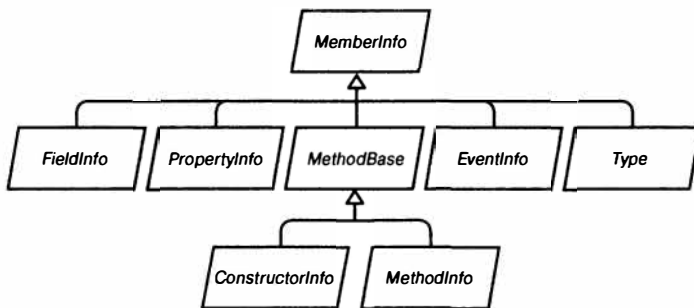 MemberInfo
FieldInfo
PropertyInfo
MethodBase
EventInfo
Type
ConstructorInfo
MethodInfo